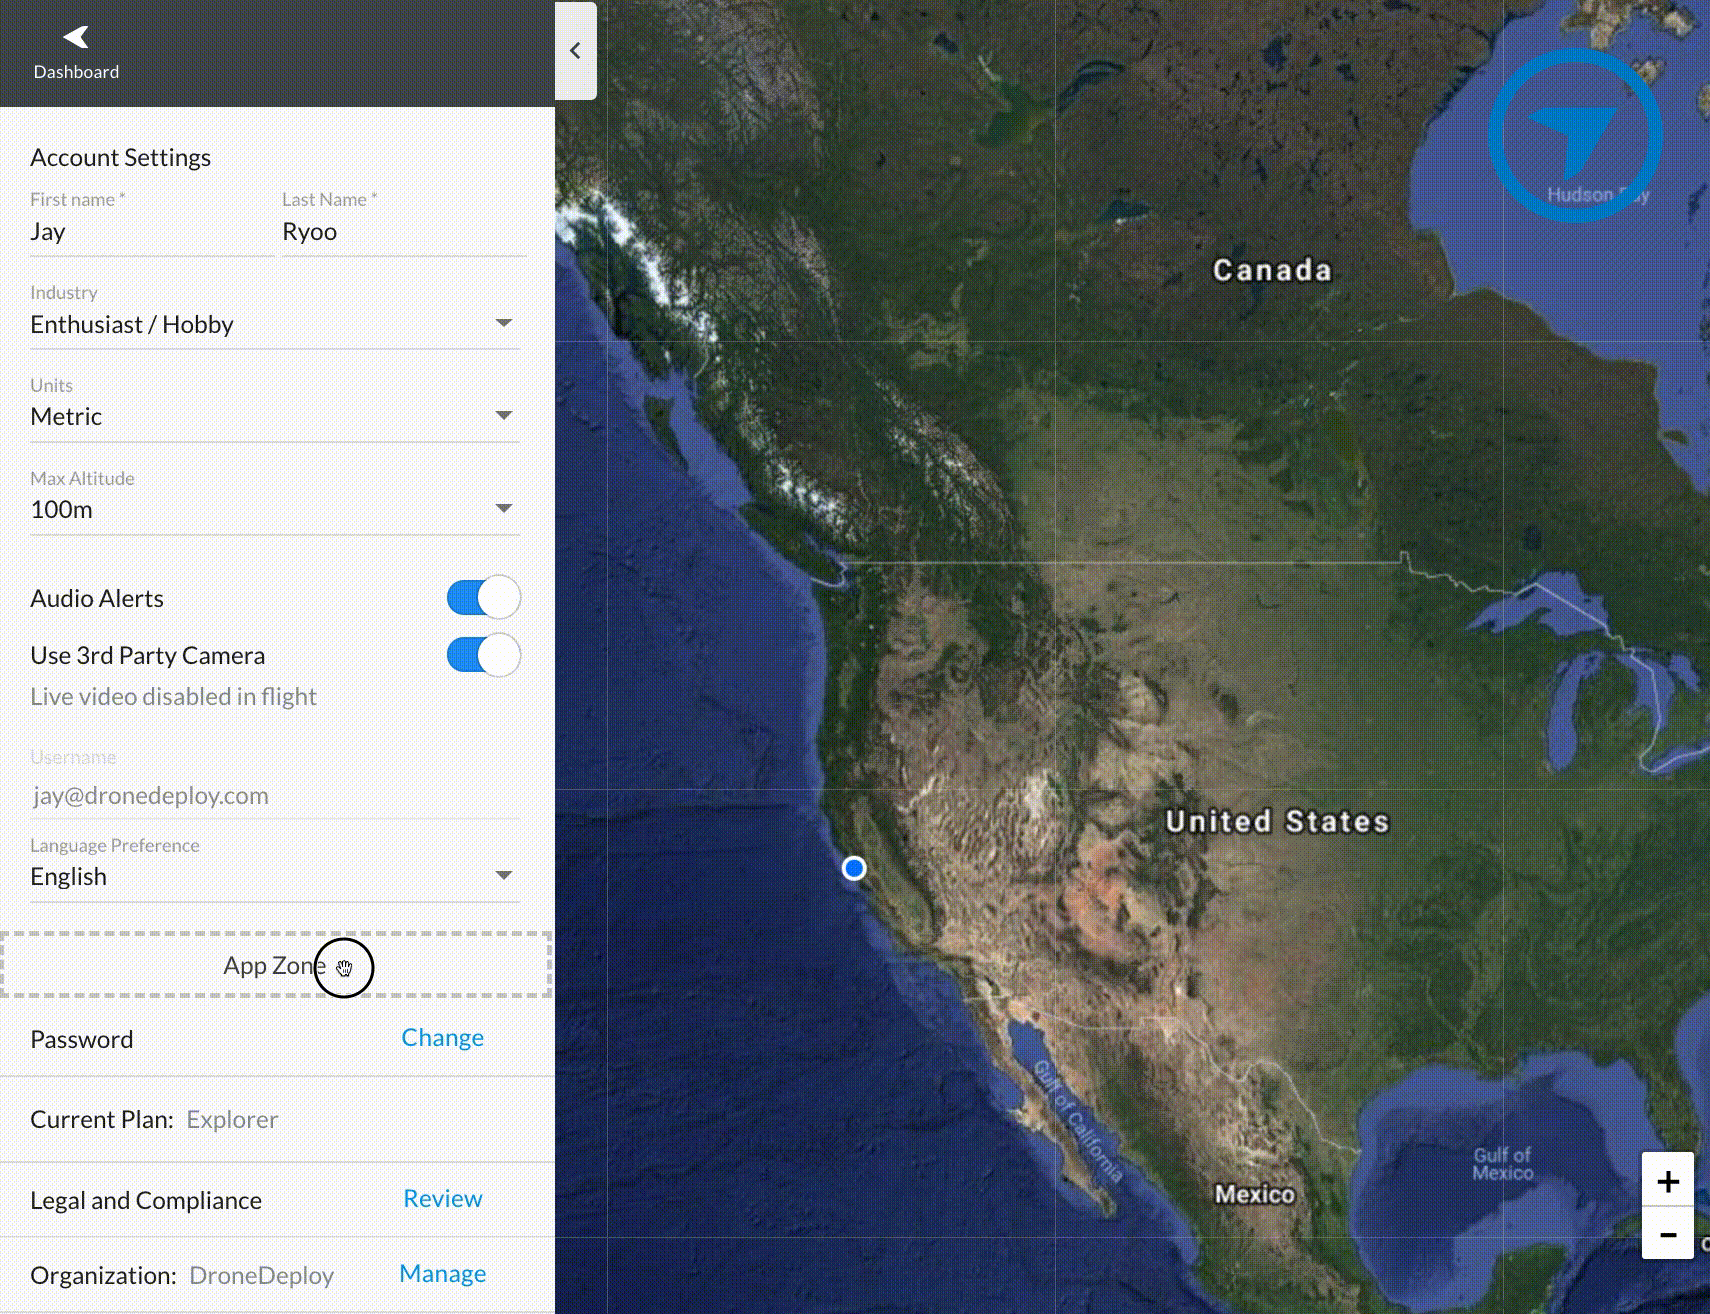 Dashboard
Account Settings
First name *
Last Name *
Jay
Ryoo
Industry
Enthusiast / Hobby
Units
Metric
Max Altitude
100m
Audio Alerts
Use 3rd Party Camera
Live video disabled in flight
Username
jay@dronedeploy.com
Language Preference
English
App Zone
Password
Change
Current Plan: Explorer
Legal and Compliance
Review
Organization: DroneDeploy
Manage
Hudson Bay
Canada
United States
Gulf of California
Gulf of
Mexico
Mexico
+
−